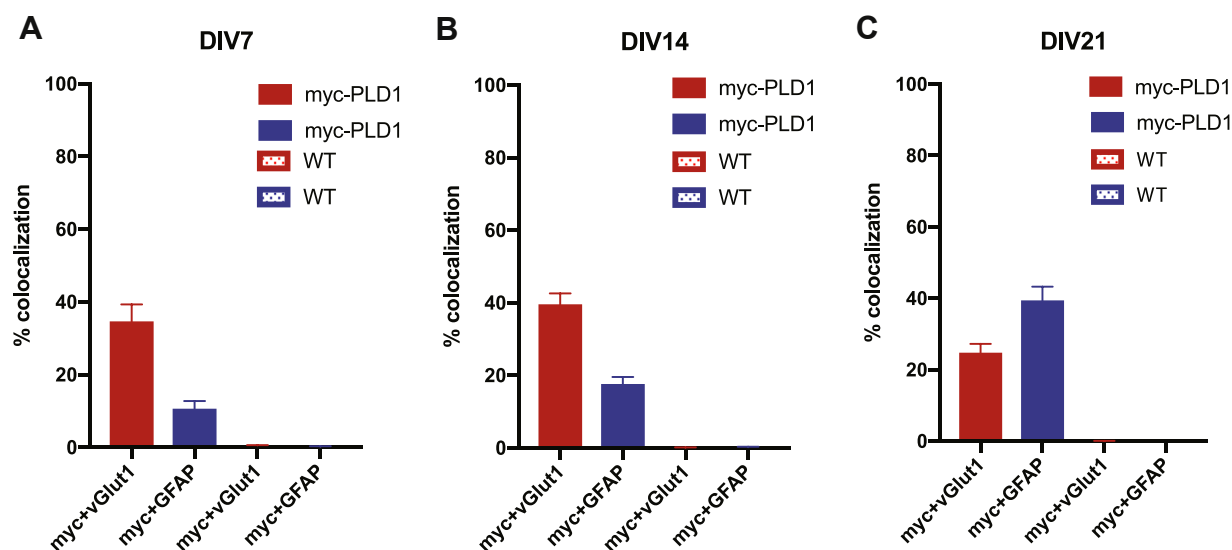 A
DIV7
% colocalization
100
80
60
40
20
0
myc-PLD1
myc-PLD1
WT
WT
myc+vGlut1
myc+GFAP
myc+vGlut1
myc+GFAP
B
DIV14
% colocalization
100
80
60
40
20
0
myc-PLD1
myc-PLD1
WT
WT
myc+vGlut1
myc+GFAP
myc+vGlut1
myc+GFAP
C
DIV21
% colocalization
100
80
60
40
20
0
myc-PLD1
myc-PLD1
WT
WT
myc+vGlut1
myc+GFAP
myc+vGlut1
myc+GFAP